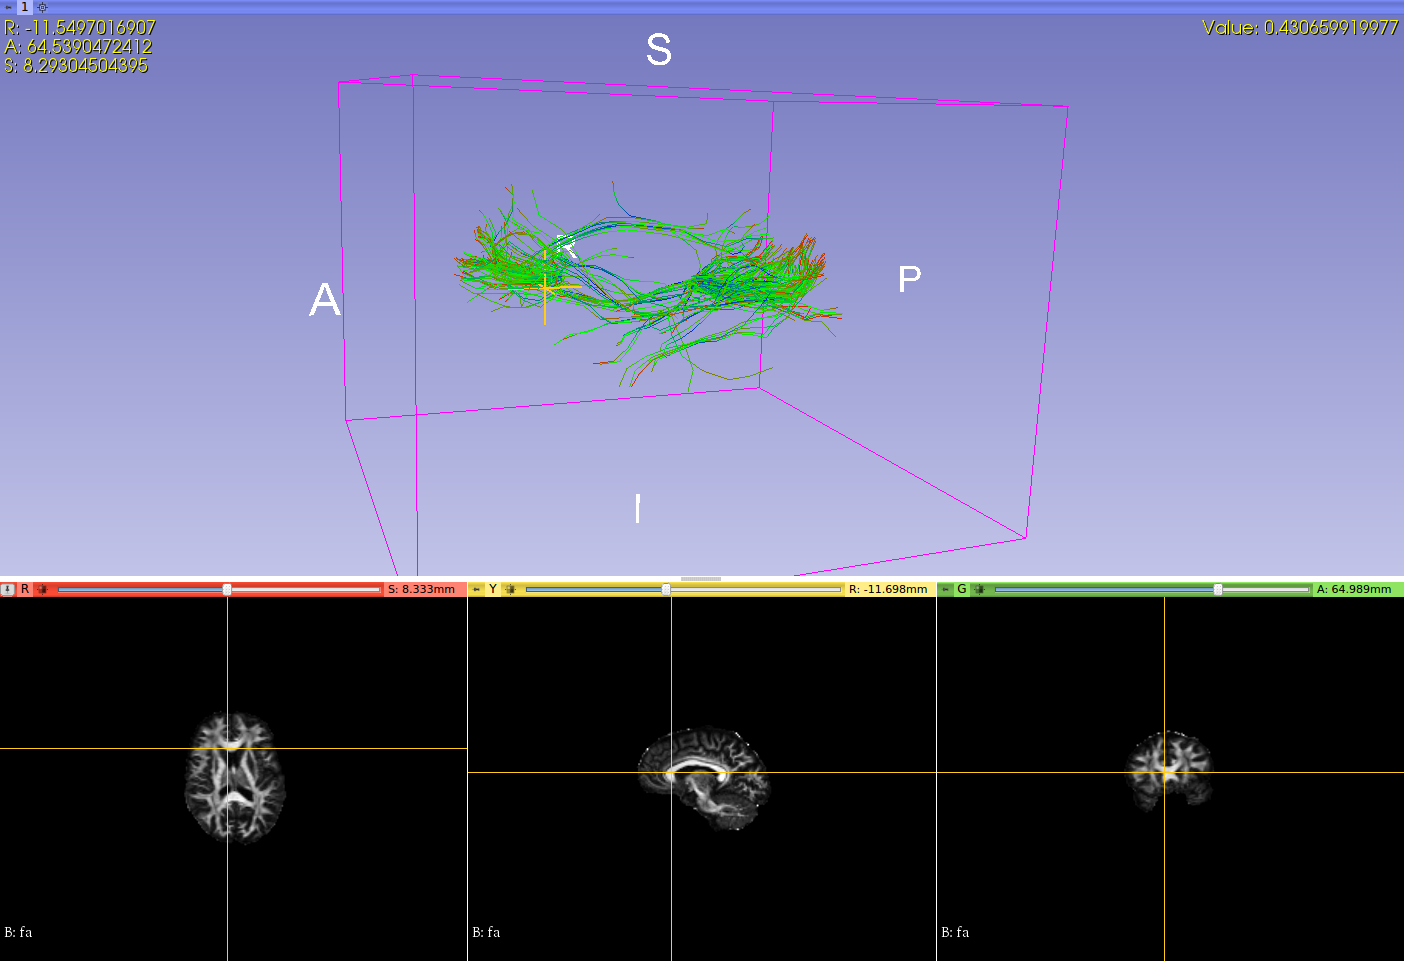 1
R: -11.5497016907
A: 64.5390472412
S: 8.29304504395
Value: 0.430659919977
S
R
A
P
I
R S: 8.333mm
Y R: -11.698mm
G A: 64.989mm
B: fa
B: fa
B: fa